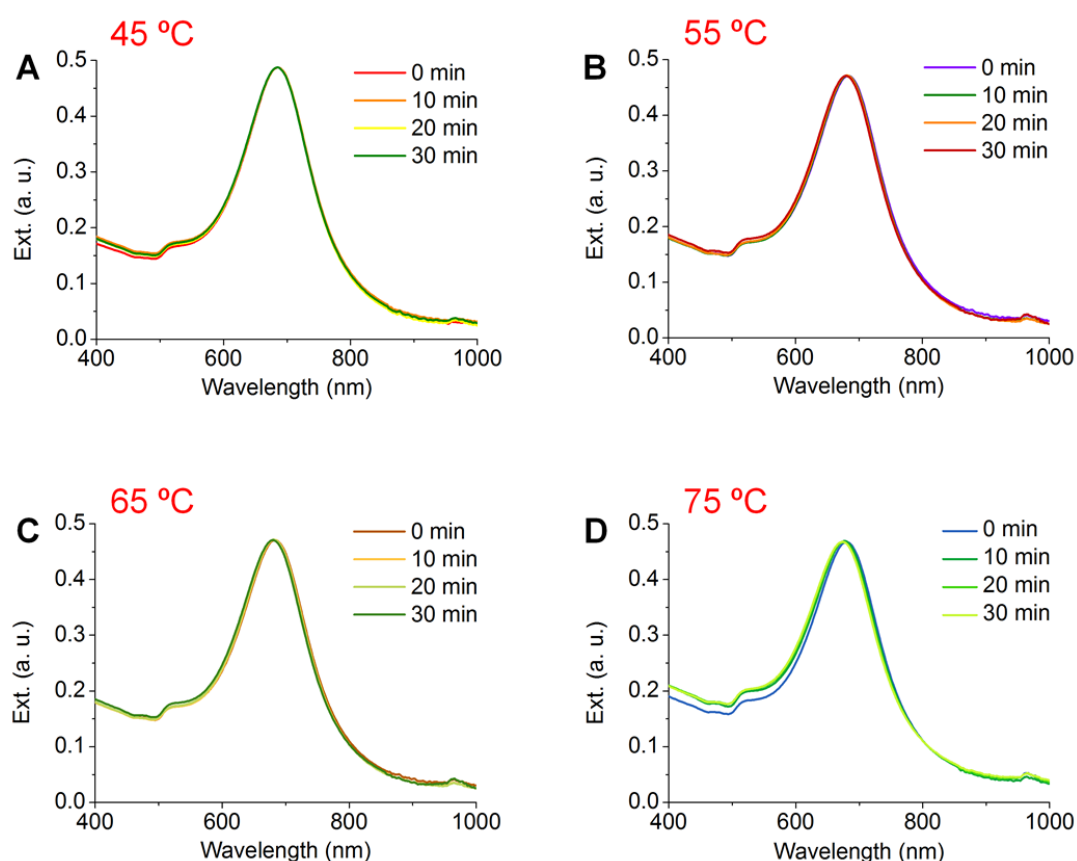 45 ºC
A
0.5
0.4
0.3
0.2
0.1
0.0
Ext. (a. u.)
0 min
10 min
20 min
30 min
400 600 800 1000
Wavelength (nm)
55 ºC
B
0.5
0.4
0.3
0.2
0.1
0.0
Ext. (a. u.)
0 min
10 min
20 min
30 min
400 600 800 1000
Wavelength (nm)
65 ºC
C
0.5
0.4
0.3
0.2
0.1
0.0
Ext. (a. u.)
0 min
10 min
20 min
30 min
400 600 800 1000
Wavelength (nm)
75 ºC
D
0.5
0.4
0.3
0.2
0.1
0.0
Ext. (a. u.)
0 min
10 min
20 min
30 min
400 600 800 1000
Wavelength (nm)